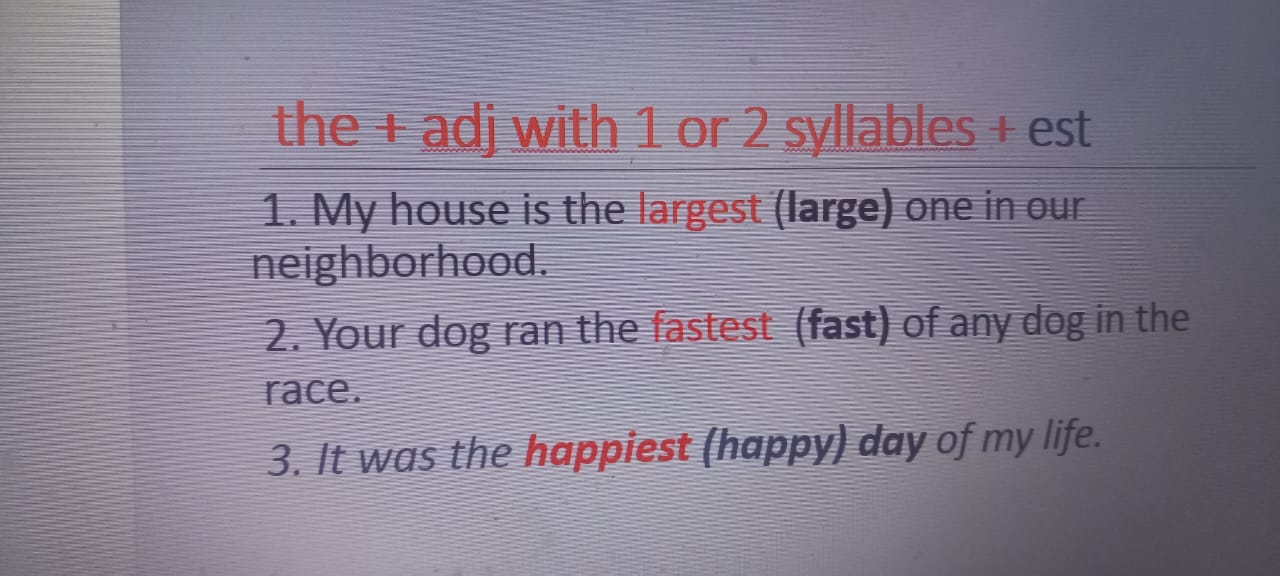 the + adj with 1 or 2 syllables + est
1. My house is the largest (large) one in our
neighborhood.
2. Your dog ran the fastest (fast) of any dog in the
race.
3. It was the happiest (happy) day of my life.